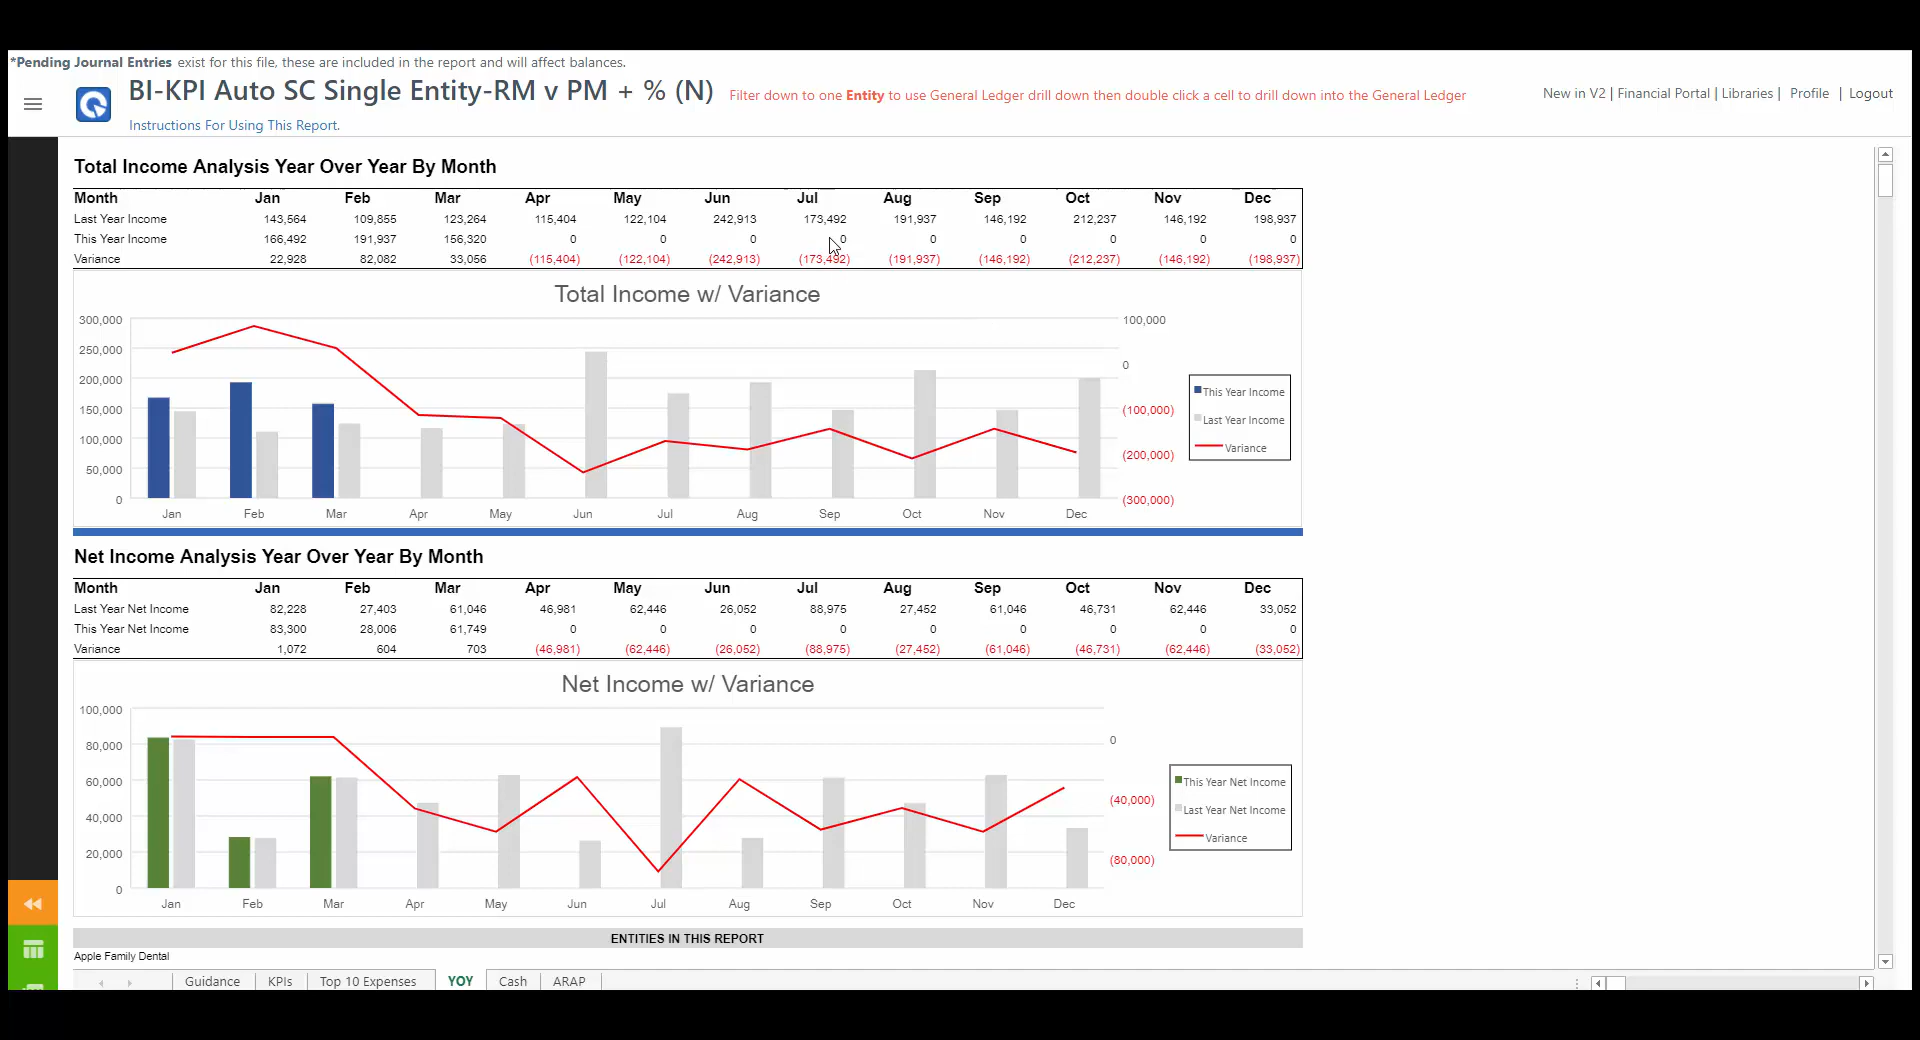 *Pending Journal Entries exist for this file, these are included in the report and will affect balances.
BI-KPI Auto SC Single Entity-RM v PM + % (N) Filter down to one Entity to use General Ledger drill down then double click a cell to drill down into the General Ledger New in V2 | Financial Portal | Libraries | Profile | Logout
Instructions For Using This Report.
Total Income Analysis Year Over Year By Month
Month Jan Feb Mar Apr May Jun Jul Aug Sep Oct Nov Dec
Last Year Income 143,564 109,855 123,264 115,404 122,104 242,913 173,492 191,937 146,192 212,237 146,192 198,937
This Year Income 166,492 191,937 156,320 0 0 0 0 0 0 0 0 0
Variance 22,928 82,082 33,056 (115,404) (122,104) (242,913) (173,492) (191,937) (146,192) (212,237) (146,192) (198,937)
Total Income w/ Variance
300,000 100,000
250,000
0
200,000
This Year Income
150,000
(100,000)
Last Year Income
100,000
Variance
(200,000)
50,000
0 (300,000)
Jan Feb Mar Apr May Jun Jul Aug Sep Oct Nov Dec
Net Income Analysis Year Over Year By Month
Month Jan Feb Mar Apr May Jun Jul Aug Sep Oct Nov Dec
Last Year Net Income 82,228 27,403 61,046 46,981 62,446 26,052 88,975 27,452 61,046 46,731 62,446 33,052
This Year Net Income 83,300 28,006 61,749 0 0 0 0 0 0 0 0 0
Variance 1,072 604 703 (46,981) (62,446) (26,052) (88,975) (27,452) (61,046) (46,731) (62,446) (33,052)
Net Income w/ Variance
100,000
0
80,000
60,000 This Year Net Income
(40,000)
Last Year Net Income
40,000
Variance
20,000 (80,000)
0
Jan Feb Mar Apr May Jun Jul Aug Sep Oct Nov Dec
ENTITIES IN THIS REPORT
Apple Family Dental
Guidance KPIs Top 10 Expenses YOY Cash ARAP